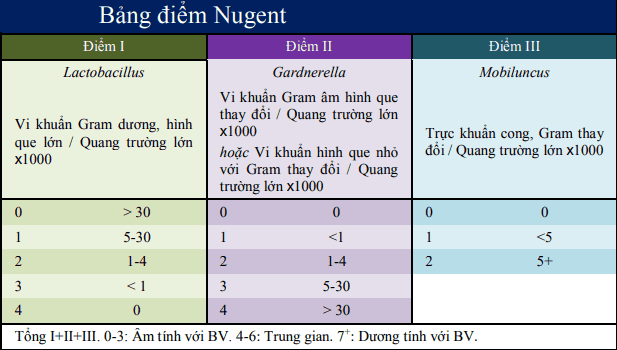 Bảng điểm Nugent
Điểm I Điểm II Điểm III
Lactobacillus
Vi khuẩn Gram dương, hình
que lớn / Quang trường lớn
x1000
Gardnerella
Vi khuẩn Gram âm hình que
thay đổi / Quang trường lớn
x1000
hoặc Vi khuẩn hình que nhỏ
với Gram thay đổi / Quang
trường lớn x1000
Mobiluncus
Trực khuẩn cong, Gram thay
đổi / Quang trường lớn x1000
0 > 30 0 0 0 0
1 5-30 1 <1 1 <5
2 1-4 2 1-4 2 5+
3 < 1 3 5-30
4 0 4 > 30
Tổng I+II+III. 0-3: Âm tính với BV. 4-6: Trung gian. 7+: Dương tính với BV.